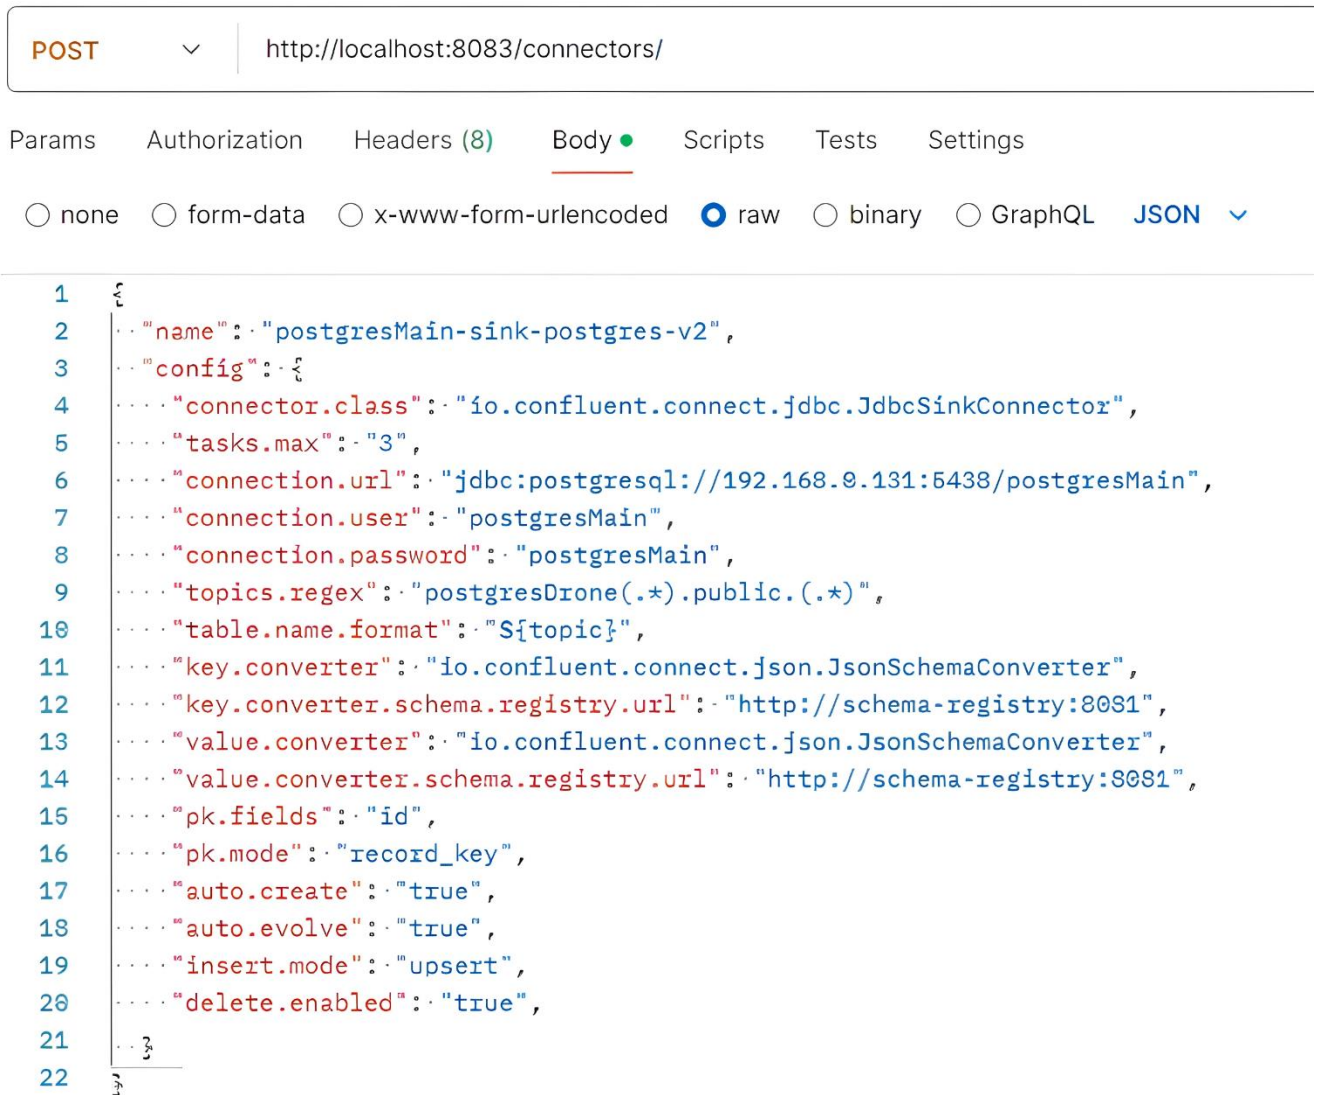 POST http://localhost:8083/connectors/
Params Authorization Headers (8) Body Scripts Tests Settings
none form-data x-www-form-urlencoded raw binary GraphQL JSON
1 {
2 "name": "postgresMain-sink-postgres-v2",
3 "config": {
4 "connector.class": "io.confluent.connect.jdbc.JdbcSinkConnector",
5 "tasks.max": "3",
6 "connection.url": "jdbc:postgresql://192.168.0.131:5438/postgresMain",
7 "connection.user": "postgresMain",
8 "connection.password": "postgresMain",
9 "topics.regex": "postgresDrone(.*).public.(.*)",
10 "table.name.format": "${topic}",
11 "key.converter": "io.confluent.connect.json.JsonSchemaConverter",
12 "key.converter.schema.registry.url": "http://schema-registry:8081",
13 "value.converter": "io.confluent.connect.json.JsonSchemaConverter",
14 "value.converter.schema.registry.url": "http://schema-registry:8081",
15 "pk.fields": "id",
16 "pk.mode": "record_key",
17 "auto.create": "true",
18 "auto.evolve": "true",
19 "insert.mode": "upsert",
20 "delete.enabled": "true",
21 }
22 }